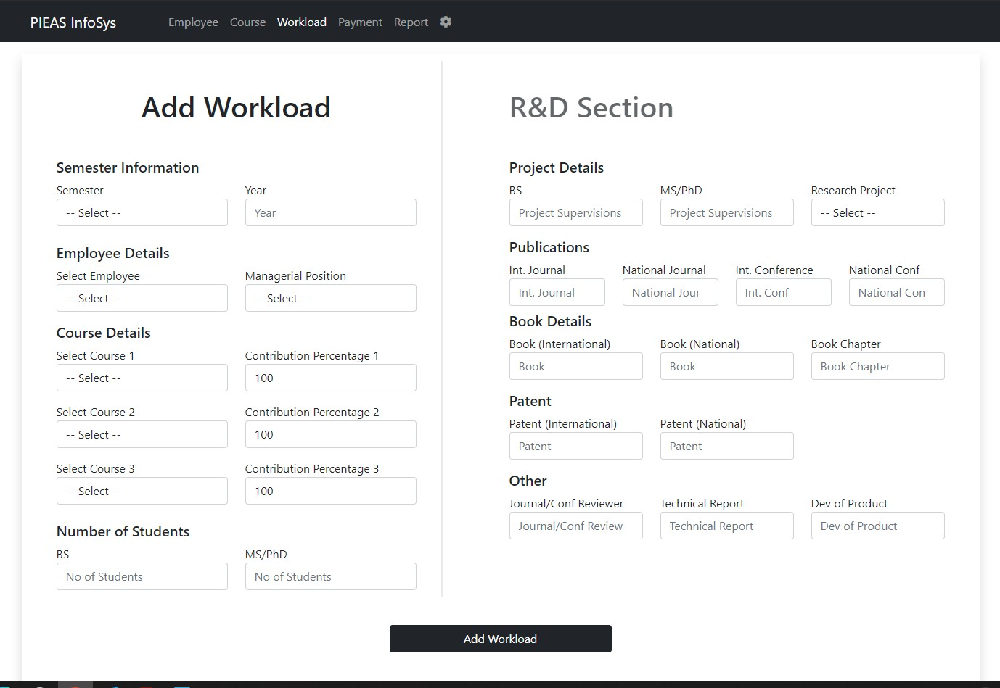 PIEAS InfoSys Employee Course Workload Payment Report
Add Workload
Semester Information
Semester Year
-- Select -- Year
Employee Details
Select Employee Managerial Position
-- Select -- -- Select --
Course Details
Select Course 1 Contribution Percentage 1
-- Select -- 100
Select Course 2 Contribution Percentage 2
-- Select -- 100
Select Course 3 Contribution Percentage 3
-- Select -- 100
Number of Students
BS MS/PhD
No of Students No of Students
R&D Section
Project Details
BS MS/PhD Research Project
Project Supervisions Project Supervisions -- Select --
Publications
Int. Journal National Journal Int. Conference National Conf
Int. Journal National Jour Int. Conf National Con
Book Details
Book (International) Book (National) Book Chapter
Book Book Book Chapter
Patent
Patent (International) Patent (National)
Patent Patent
Other
Journal/Conf Reviewer Technical Report Dev of Product
Journal/Conf Review Technical Report Dev of Product
Add Workload